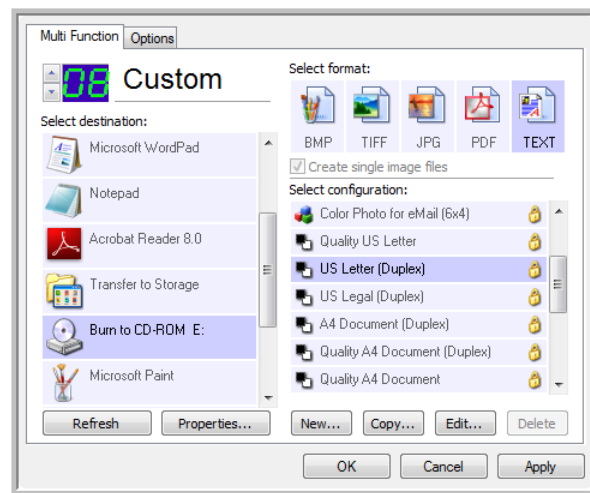 Multi Function
Options
08 Custom
Select destination:
Microsoft WordPad
Notepad
Acrobat Reader 8.0
Transfer to Storage
Burn to CD-ROM E:
Microsoft Paint
Refresh
Properties...
Select format:
BMP TIFF JPG PDF TEXT
Create single image files
Select configuration:
Color Photo for eMail (6x4)
Quality US Letter
US Letter (Duplex)
US Legal (Duplex)
A4 Document (Duplex)
Quality A4 Document (Duplex)
Quality A4 Document
New... Copy... Edit... Delete
OK Cancel Apply